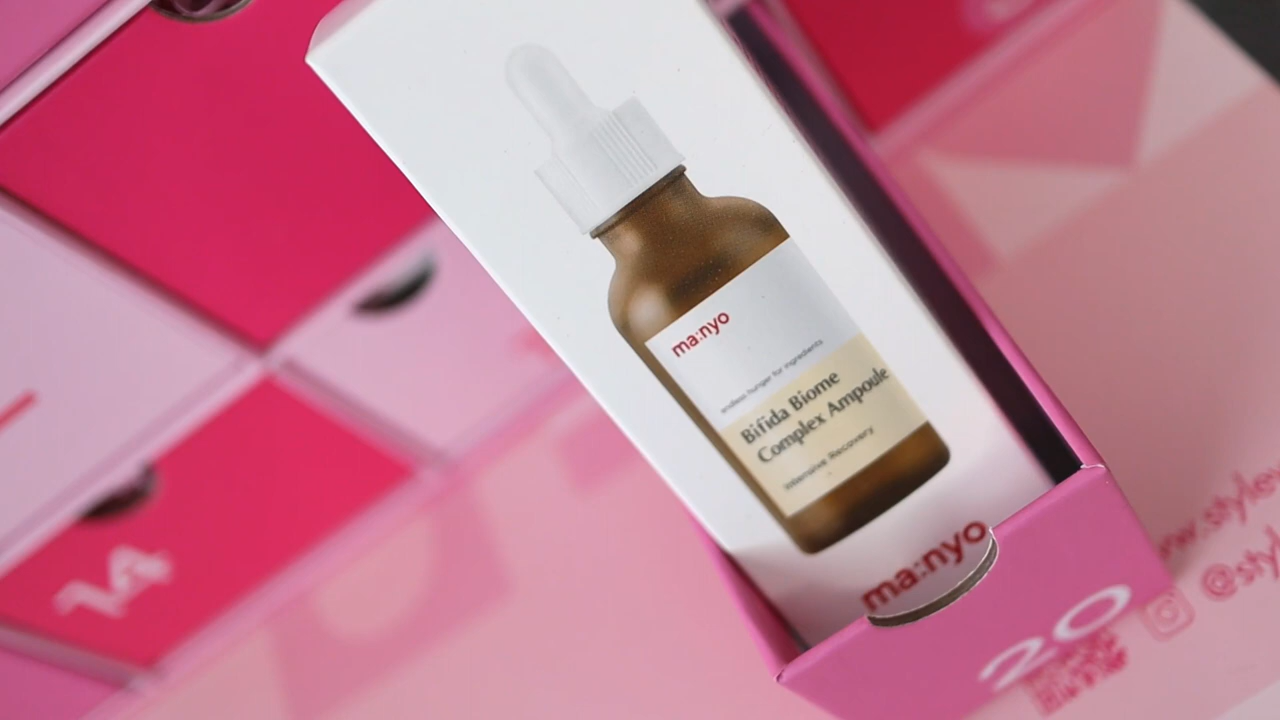 ma:nyo
endless hunger for ingredients
Bifida Biome
Complex Ampoule
Intensive Recovery
ma:nyo
20
14
@styl